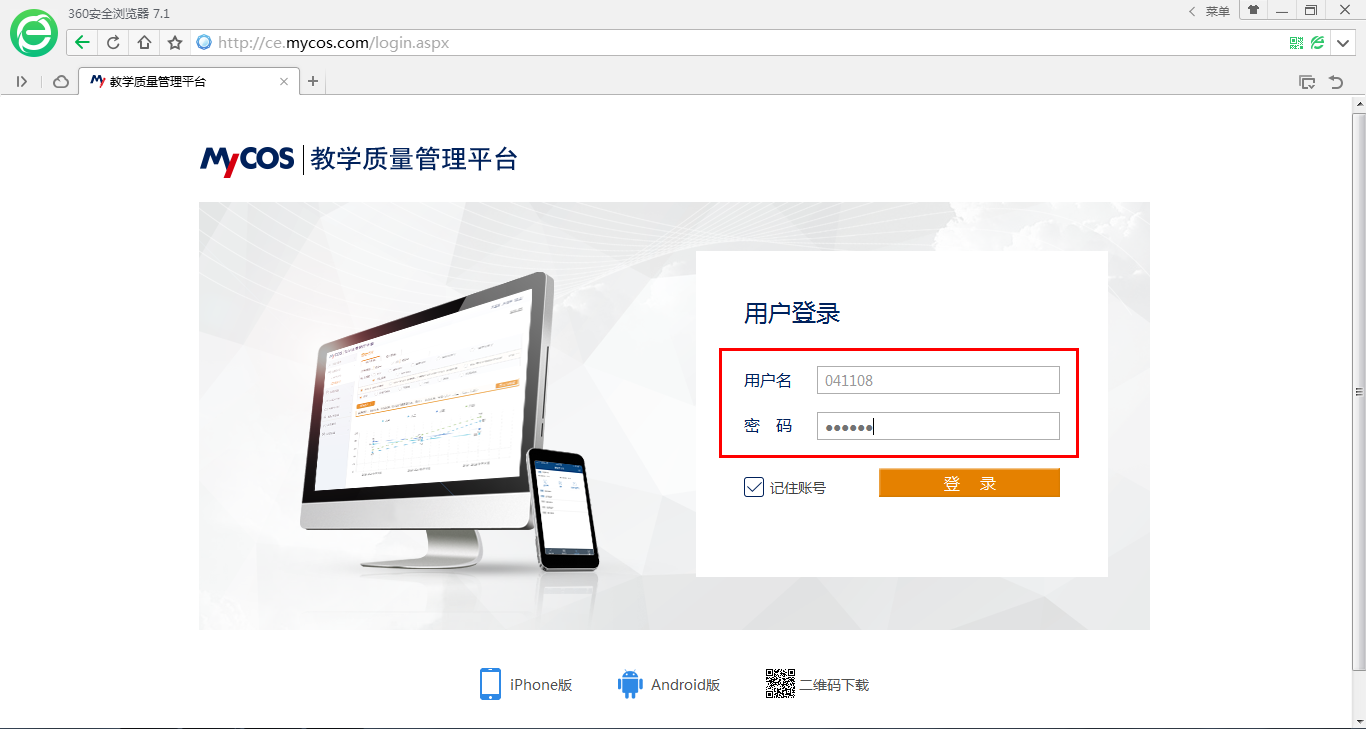 360安全浏览器 7.1
菜单
http://ce.mycos.com/login.aspx
教学质量管理平台
MyCOS 教学质量管理平台
用户登录
用户名 041108
密 码 ●●●●●●
记住账号 登 录
iPhone版 Android版 二维码下载